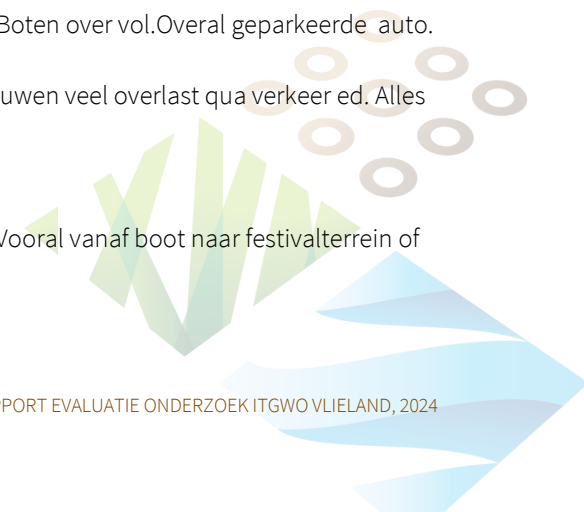 Boten over vol.Overal geparkeerde auto.
uwen veel overlast qua verkeer ed. Alles
Vooral vanaf boot naar festivalterrein of
PORT EVALUATIE ONDERZOEK ITGWO VLIELAND, 2024